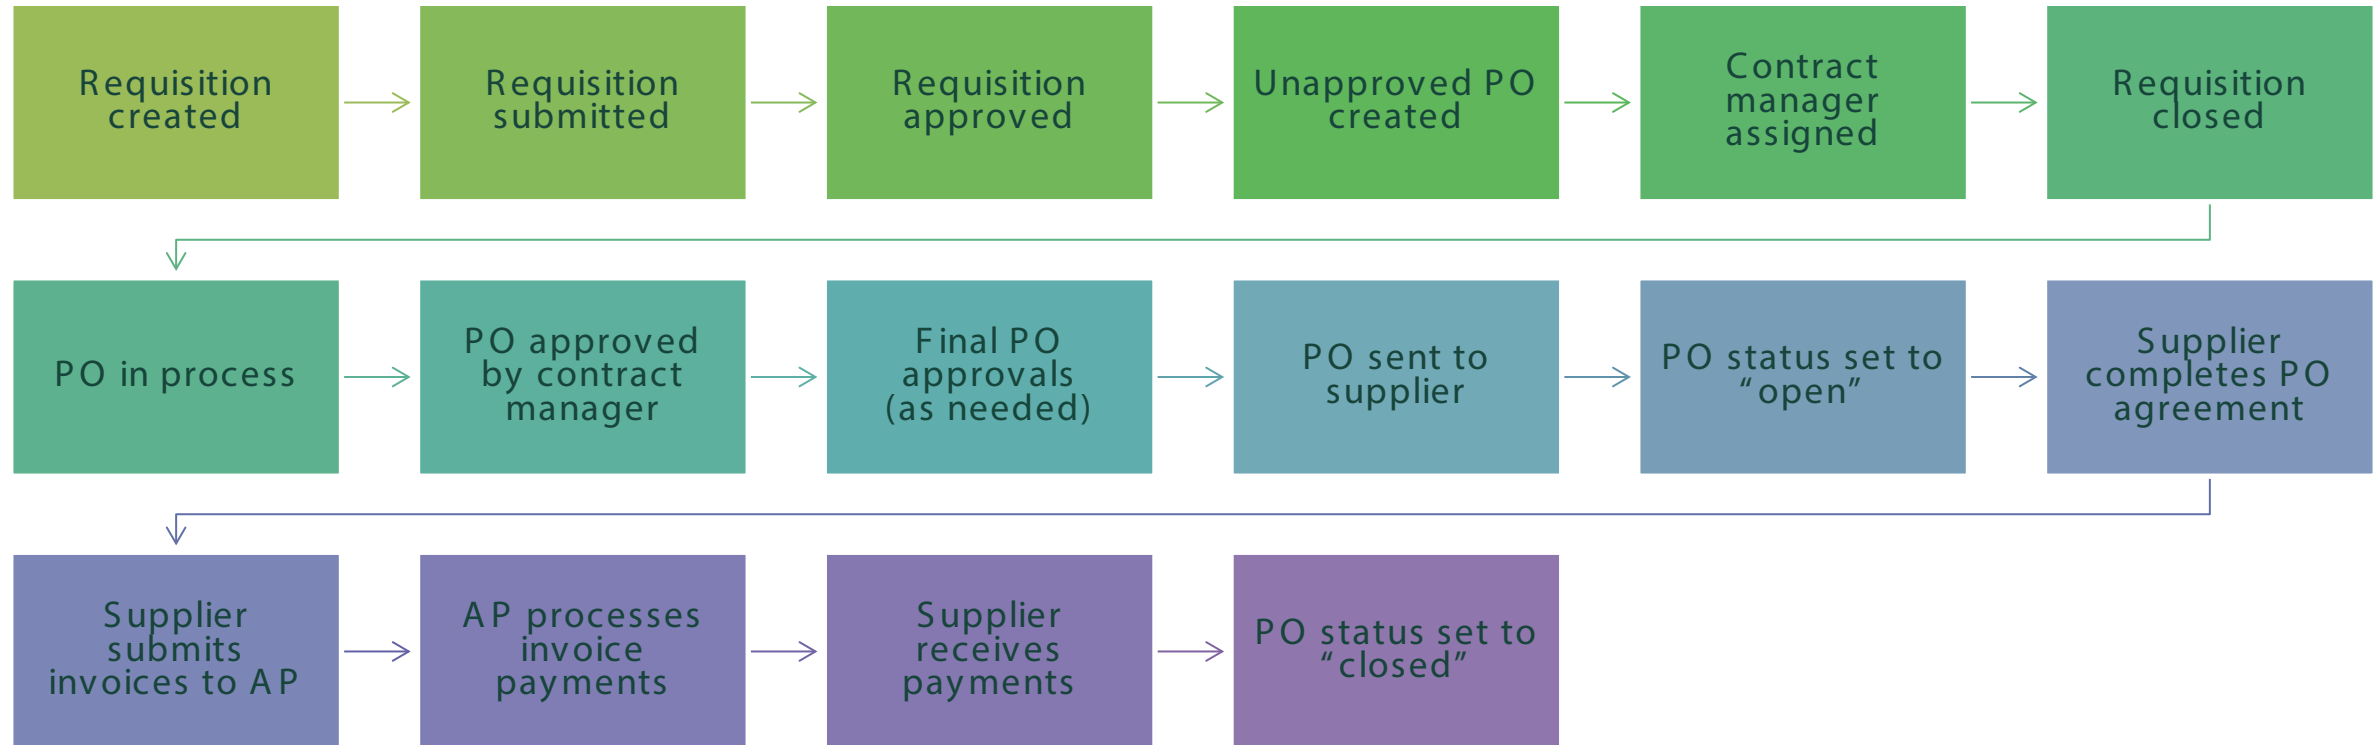 Requisition
created
Requisition
submitted
Requisition
approved
Unapproved PO
created
Contract
manager
assigned
Requisition
closed
PO in process
PO approved
by contract
manager
Final PO
approvals
(as needed)
PO sent to
supplier
PO status set to
“open”
Supplier
completes PO
agreement
Supplier
submits
invoices to AP
AP processes
invoice
payments
Supplier
receives
payments
PO status set to
“closed”